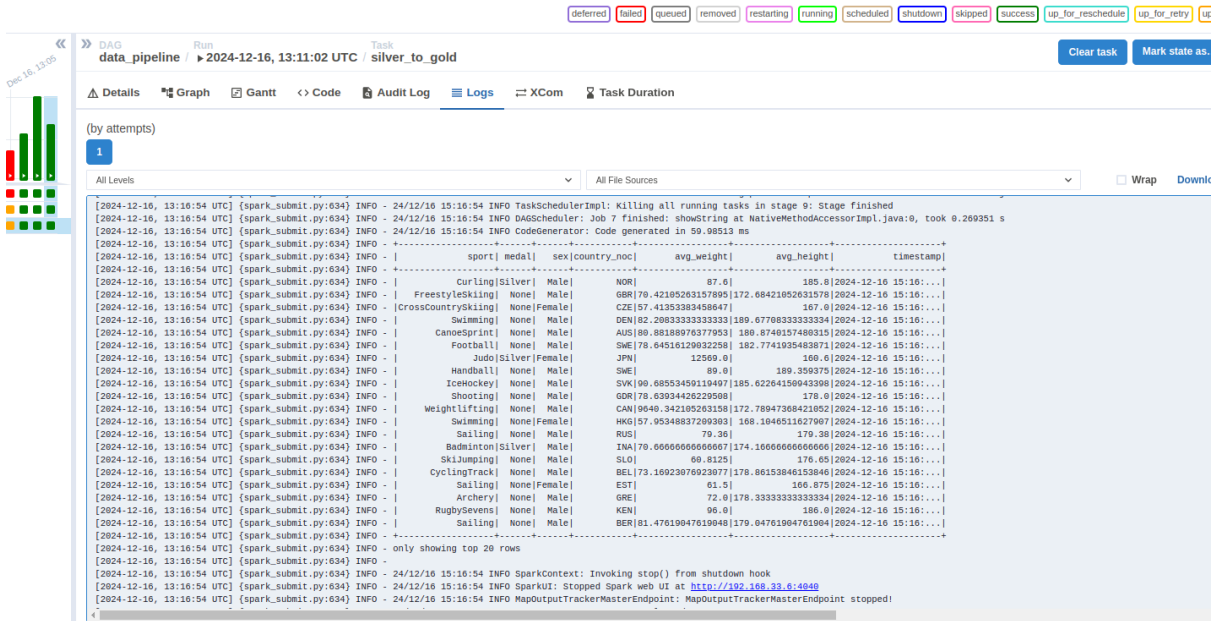 deferred failed queued removed restarting running scheduled shutdown skipped success up_for_reschedule up_for_retry up
DAG Run Task
data_pipeline / 2024-12-16, 13:11:02 UTC / silver_to_gold
Clear task Mark state as.
Dec 16, 13:05
Details Graph Gantt Code Audit Log Logs XCom Task Duration
(by attempts)
1
All Levels All File Sources Wrap Downlo
[2024-12-16, 13:16:54 UTC] {spark_submit.py:634} INFO - 24/12/16 15:16:54 INFO TaskSchedulerImpl: Killing all running tasks in stage 9: Stage finished
[2024-12-16, 13:16:54 UTC] {spark_submit.py:634} INFO - 24/12/16 15:16:54 INFO DAGScheduler: Job 7 finished: showString at NativeMethodAccessorImpl.java:0, took 0.269351 s
[2024-12-16, 13:16:54 UTC] {spark_submit.py:634} INFO - 24/12/16 15:16:54 INFO CodeGenerator: Code generated in 59.98513 ms
[2024-12-16, 13:16:54 UTC] {spark_submit.py:634} INFO - +------------------+------+------+-----------+-----------------+------------------+--------------------+
[2024-12-16, 13:16:54 UTC] {spark_submit.py:634} INFO - |             sport| medal|   sex|country_noc|       avg_weight|        avg_height|           timestamp|
[2024-12-16, 13:16:54 UTC] {spark_submit.py:634} INFO - +------------------+------+------+-----------+-----------------+------------------+--------------------+
[2024-12-16, 13:16:54 UTC] {spark_submit.py:634} INFO - |           Curling|Silver|  Male|        NOR|             87.6|             185.8|2024-12-16 15:16:...|
[2024-12-16, 13:16:54 UTC] {spark_submit.py:634} INFO - |   FreestyleSkiing|  None|  Male|        GBR|70.42105263157895|172.68421052631578|2024-12-16 15:16:...|
[2024-12-16, 13:16:54 UTC] {spark_submit.py:634} INFO - |CrossCountrySkiing|  None|Female|        CZE|57.41353383458647|             167.0|2024-12-16 15:16:...|
[2024-12-16, 13:16:54 UTC] {spark_submit.py:634} INFO - |          Swimming|  None|  Male|        DEN|82.20833333333333|189.67708333333334|2024-12-16 15:16:...|
[2024-12-16, 13:16:54 UTC] {spark_submit.py:634} INFO - |       CanoeSprint|  None|  Male|        AUS|80.88188976377953| 180.8740157480315|2024-12-16 15:16:...|
[2024-12-16, 13:16:54 UTC] {spark_submit.py:634} INFO - |          Football|  None|  Male|        SWE|78.64516129032258| 182.7741935483871|2024-12-16 15:16:...|
[2024-12-16, 13:16:54 UTC] {spark_submit.py:634} INFO - |              Judo|Silver|Female|        JPN|          12569.0|             160.6|2024-12-16 15:16:...|
[2024-12-16, 13:16:54 UTC] {spark_submit.py:634} INFO - |          Handball|  None|  Male|        SWE|             89.0|        189.359375|2024-12-16 15:16:...|
[2024-12-16, 13:16:54 UTC] {spark_submit.py:634} INFO - |         IceHockey|  None|  Male|        SVK|90.68553459119497|185.62264150943398|2024-12-16 15:16:...|
[2024-12-16, 13:16:54 UTC] {spark_submit.py:634} INFO - |          Shooting|  None|  Male|        GDR|78.63934426229508|             178.0|2024-12-16 15:16:...|
[2024-12-16, 13:16:54 UTC] {spark_submit.py:634} INFO - |     Weightlifting|  None|  Male|        CAN|9640.342105263158|172.78947368421052|2024-12-16 15:16:...|
[2024-12-16, 13:16:54 UTC] {spark_submit.py:634} INFO - |          Swimming|  None|Female|        HKG|57.95348837209303| 168.1046511627907|2024-12-16 15:16:...|
[2024-12-16, 13:16:54 UTC] {spark_submit.py:634} INFO - |           Sailing|  None|  Male|        RUS|            79.36|            179.38|2024-12-16 15:16:...|
[2024-12-16, 13:16:54 UTC] {spark_submit.py:634} INFO - |         Badminton|Silver|  Male|        INA|70.66666666666667|174.16666666666666|2024-12-16 15:16:...|
[2024-12-16, 13:16:54 UTC] {spark_submit.py:634} INFO - |        SkiJumping|  None|  Male|        SLO|          60.8125|            176.65|2024-12-16 15:16:...|
[2024-12-16, 13:16:54 UTC] {spark_submit.py:634} INFO - |      CyclingTrack|  None|  Male|        BEL|73.16923076923077|178.86153846153846|2024-12-16 15:16:...|
[2024-12-16, 13:16:54 UTC] {spark_submit.py:634} INFO - |           Sailing|  None|Female|        EST|             61.5|           166.875|2024-12-16 15:16:...|
[2024-12-16, 13:16:54 UTC] {spark_submit.py:634} INFO - |           Archery|  None|  Male|        GRE|             72.0|178.33333333333334|2024-12-16 15:16:...|
[2024-12-16, 13:16:54 UTC] {spark_submit.py:634} INFO - |       RugbySevens|  None|  Male|        KEN|             96.0|             186.0|2024-12-16 15:16:...|
[2024-12-16, 13:16:54 UTC] {spark_submit.py:634} INFO - |           Sailing|  None|  Male|        BER|81.47619047619048|179.04761904761904|2024-12-16 15:16:...|
[2024-12-16, 13:16:54 UTC] {spark_submit.py:634} INFO - +------------------+------+------+-----------+-----------------+------------------+--------------------+
[2024-12-16, 13:16:54 UTC] {spark_submit.py:634} INFO - only showing top 20 rows
[2024-12-16, 13:16:54 UTC] {spark_submit.py:634} INFO -
[2024-12-16, 13:16:54 UTC] {spark_submit.py:634} INFO - 24/12/16 15:16:54 INFO SparkContext: Invoking stop() from shutdown hook
[2024-12-16, 13:16:54 UTC] {spark_submit.py:634} INFO - 24/12/16 15:16:54 INFO SparkUI: Stopped Spark web UI at http://192.168.33.6:4040
[2024-12-16, 13:16:54 UTC] {spark_submit.py:634} INFO - 24/12/16 15:16:54 INFO MapOutputTrackerMasterEndpoint: MapOutputTrackerMasterEndpoint stopped!